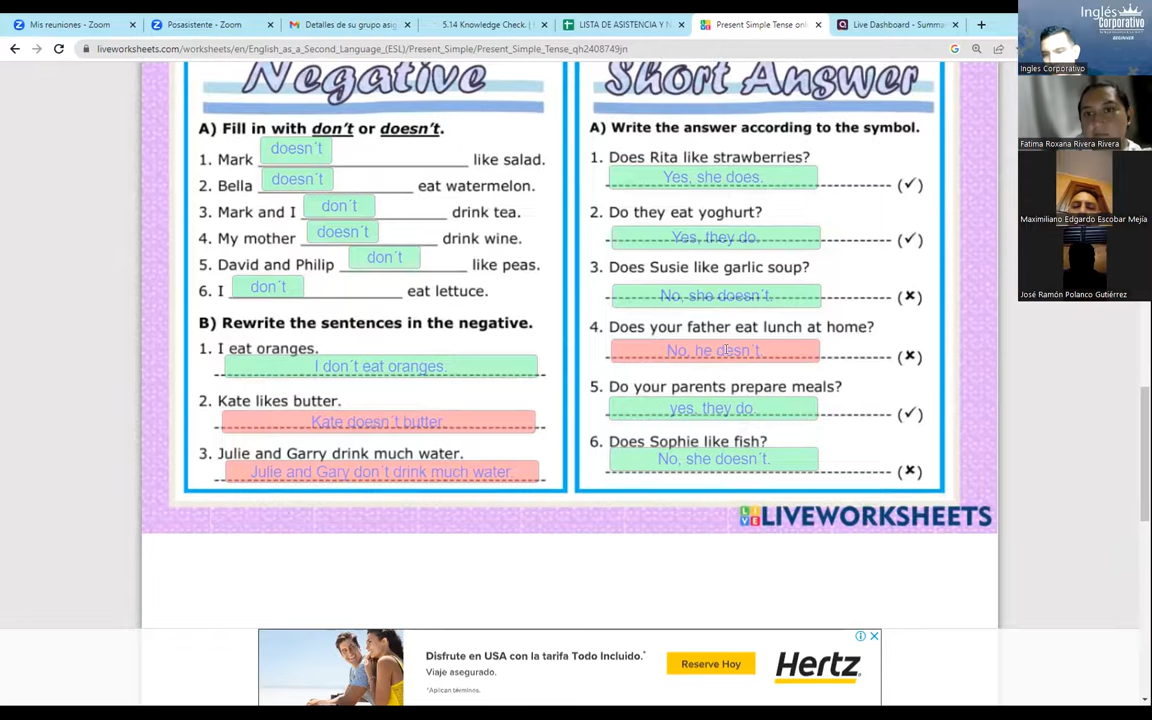 Mis reuniones - Zoom
Posasistente - Zoom
Detalles de su grupo asig
5.14 Knowledge Check. |
LISTA DE ASISTENCIA Y N
Present Simple Tense onl
Live Dashboard - Summa
liveworksheets.com/worksheets/en/English_as_a_Second_Language_(ESL)/Present_Simple/Present_Simple_Tense_qh2408749jn
Inglés
Corporativo
BEGINNER
Ingles Corporativo
Fatima Roxana Rivera Rivera
Maximiliano Edgardo Escobar Mejía
José Ramón Polanco Gutiérrez
Negative
A) Fill in with don't or doesn't.
1. Mark doesn´t like salad.
2. Bella doesn´t eat watermelon.
3. Mark and I don´t drink tea.
4. My mother doesn´t drink wine.
5. David and Philip don´t like peas.
6. I don´t eat lettuce.
B) Rewrite the sentences in the negative.
1. I eat oranges.
I don´t eat oranges.
2. Kate likes butter.
Kate doesn´t butter.
3. Julie and Garry drink much water.
Julie and Gary don´t drink much water.
Short Answer
A) Write the answer according to the symbol.
1. Does Rita like strawberries?
Yes, she does. (✓)
2. Do they eat yoghurt?
Yes, they do. (✓)
3. Does Susie like garlic soup?
No, she doesn´t. (✗)
4. Does your father eat lunch at home?
No, he desn´t. (✗)
5. Do your parents prepare meals?
yes, they do. (✓)
6. Does Sophie like fish?
No, she doesn´t. (✗)
LIVEWORKSHEETS
Disfrute en USA con la tarifa Todo Incluido.*
Viaje asegurado.
*Aplican términos.
Reserve Hoy
Hertz